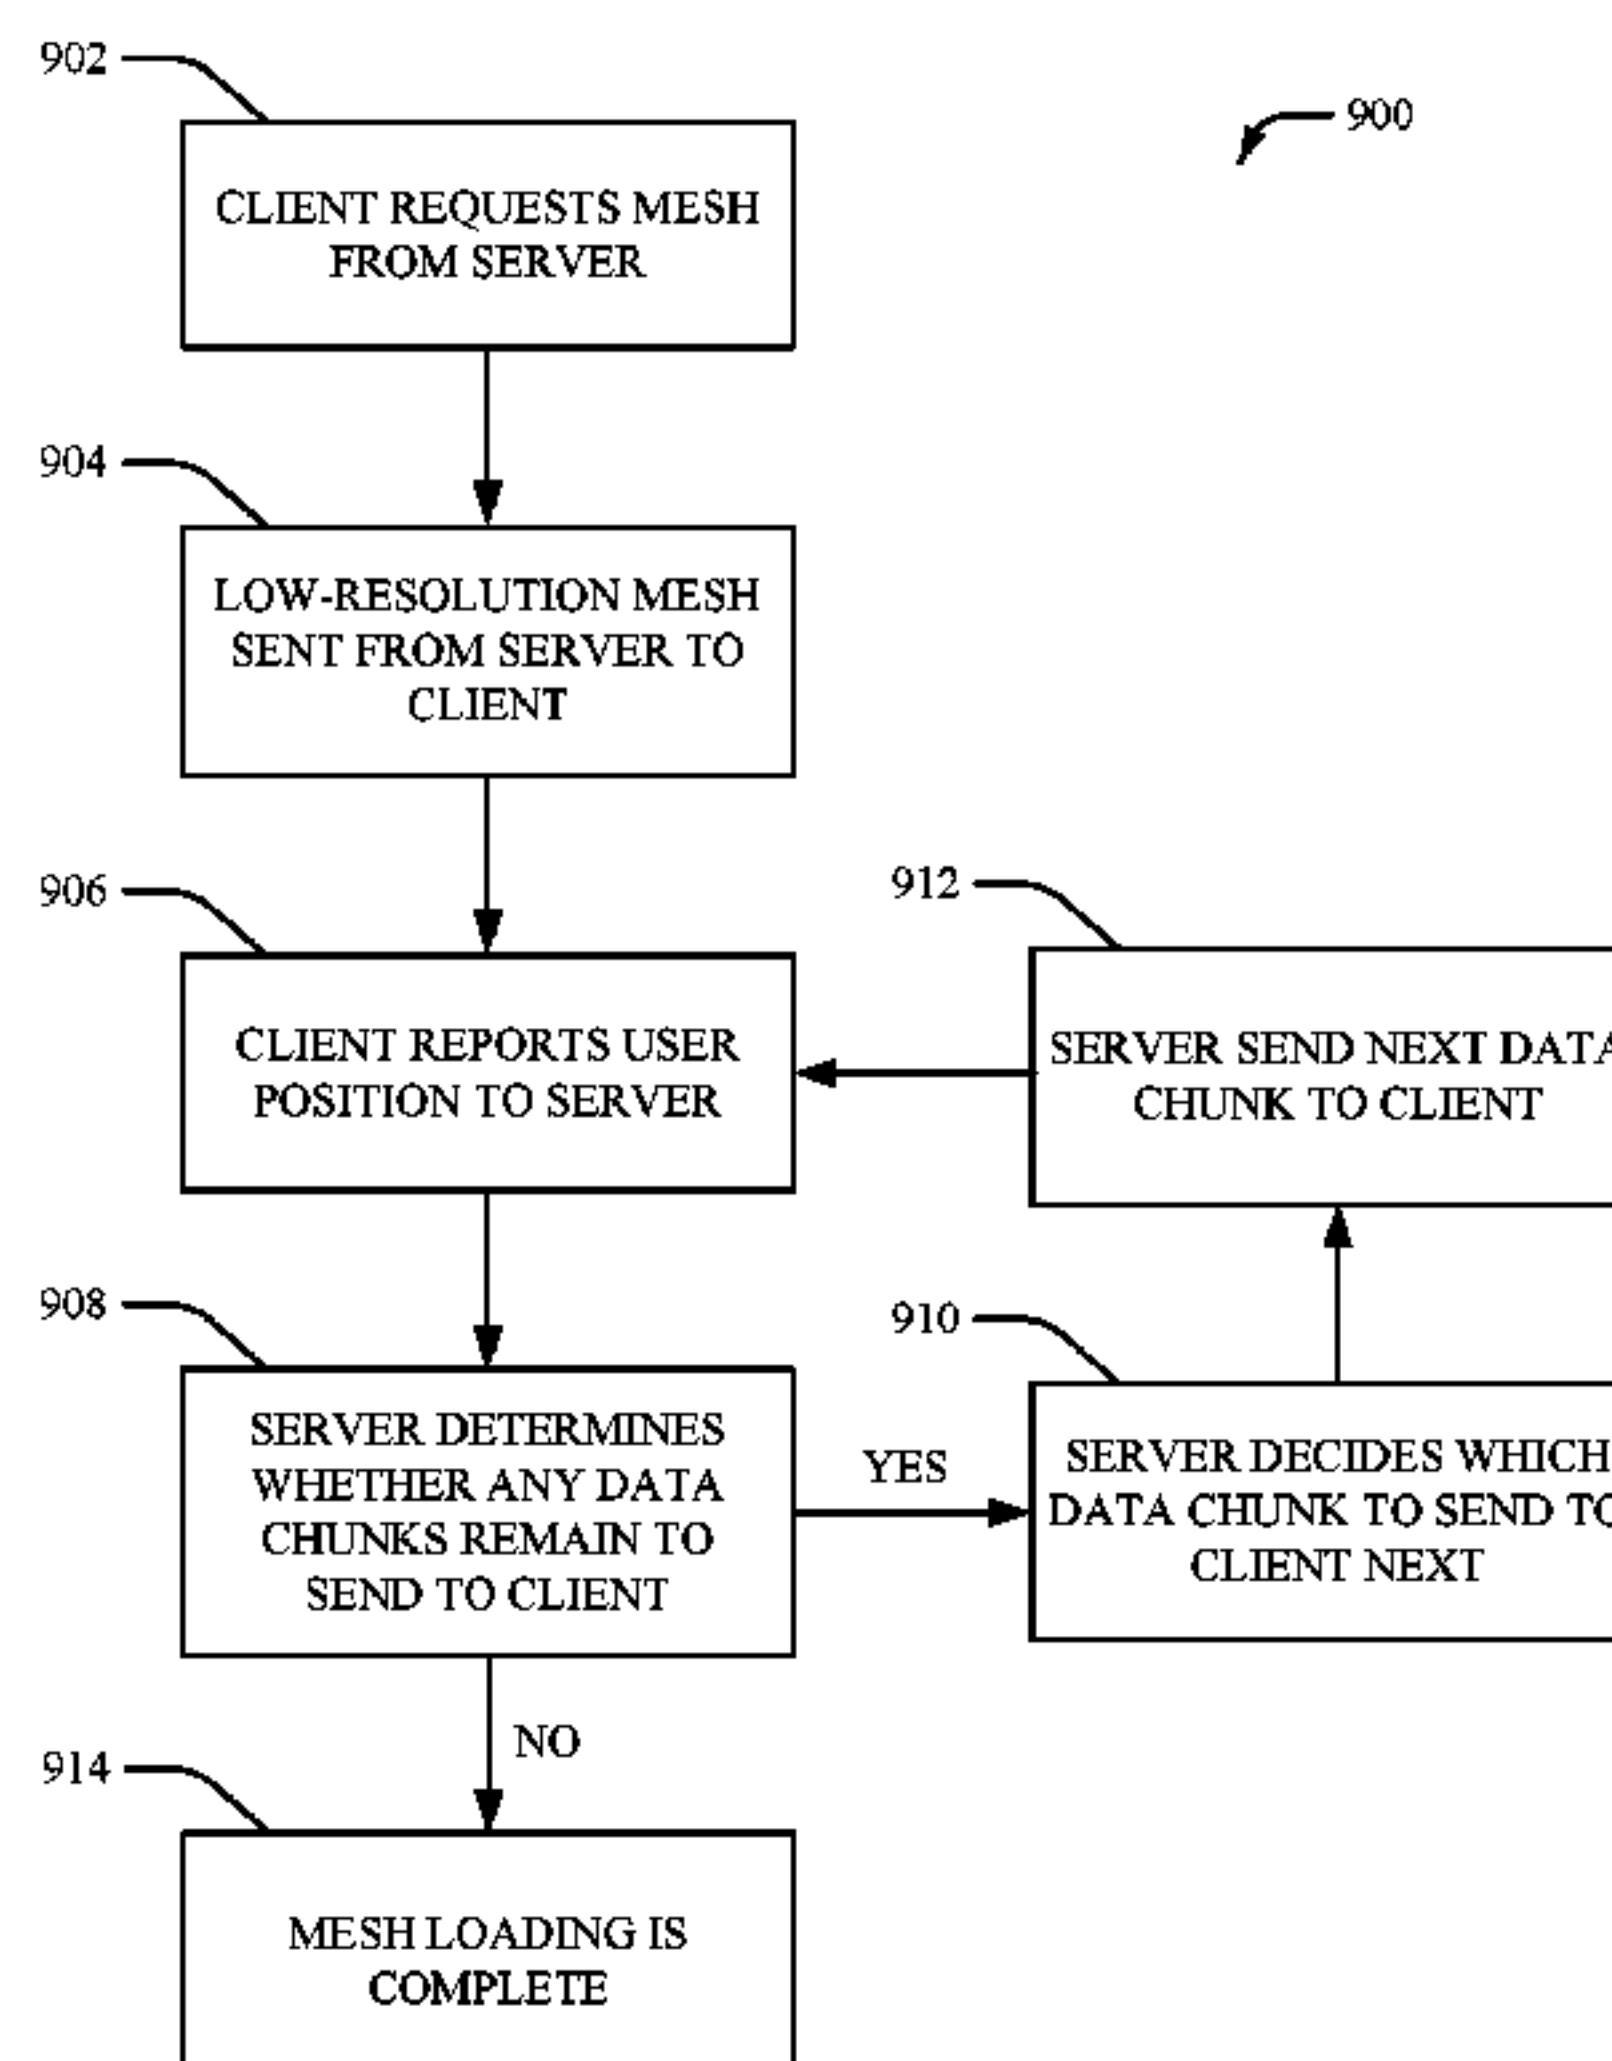 902
900
CLIENT REQUESTS MESH
FROM SERVER
904
LOW-RESOLUTION MESH
SENT FROM SERVER TO
CLIENT
906
CLIENT REPORTS USER
POSITION TO SERVER
912
SERVER SEND NEXT DATA
CHUNK TO CLIENT
908
SERVER DETERMINES
WHETHER ANY DATA
CHUNKS REMAIN TO
SEND TO CLIENT
YES
910
SERVER DECIDES WHICH
DATA CHUNK TO SEND TO
CLIENT NEXT
NO
914
MESH LOADING IS
COMPLETE